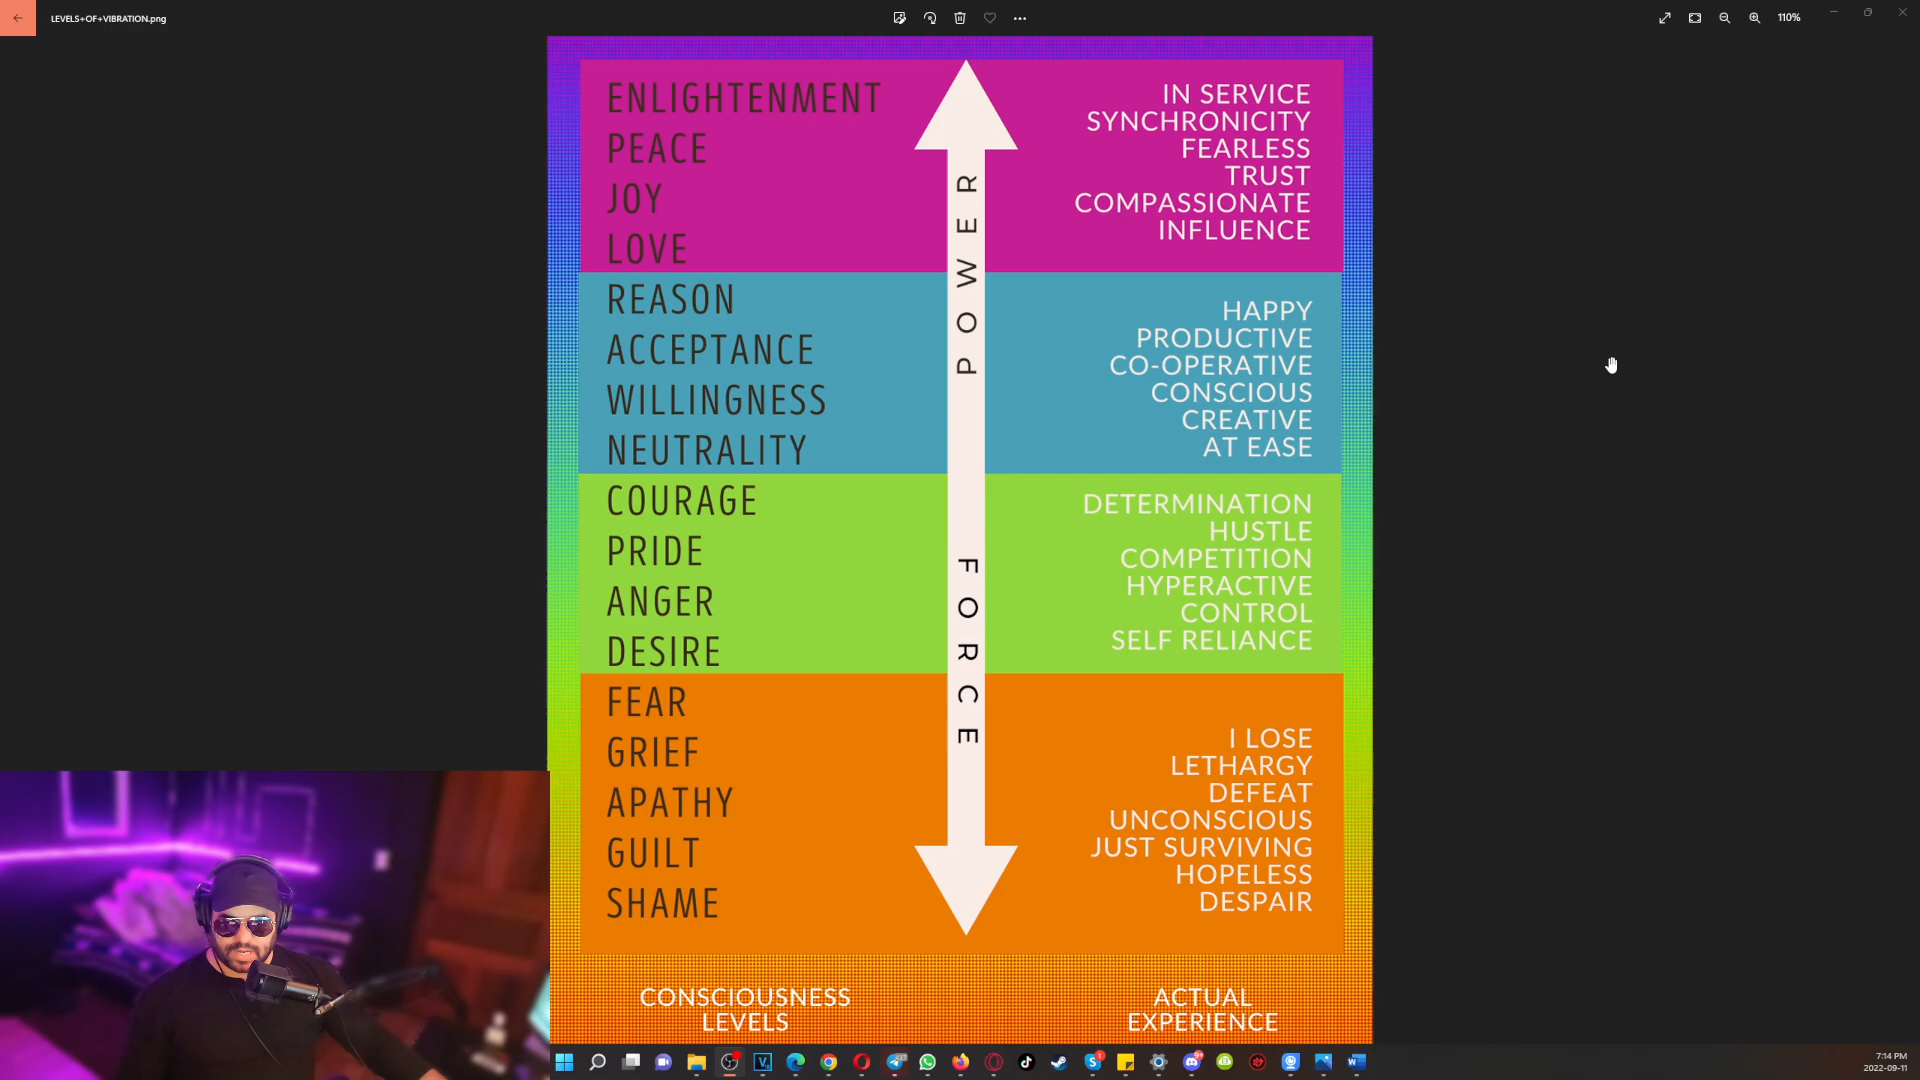 LEVELS+OF+VIBRATION.png
110%
ENLIGHTENMENT
PEACE
JOY
LOVE
REASON
ACCEPTANCE
WILLINGNESS
NEUTRALITY
COURAGE
PRIDE
ANGER
DESIRE
FEAR
GRIEF
APATHY
GUILT
SHAME
POWER
FORCE
IN SERVICE
SYNCHRONICITY
FEARLESS
TRUST
COMPASSIONATE
INFLUENCE
HAPPY
PRODUCTIVE
CO-OPERATIVE
CONSCIOUS
CREATIVE
AT EASE
DETERMINATION
HUSTLE
COMPETITION
HYPERACTIVE
CONTROL
SELF RELIANCE
I LOSE
LETHARGY
DEFEAT
UNCONSCIOUS
JUST SURVIVING
HOPELESS
DESPAIR
CONSCIOUSNESS
LEVELS
ACTUAL
EXPERIENCE
7:14 PM
2022-09-11